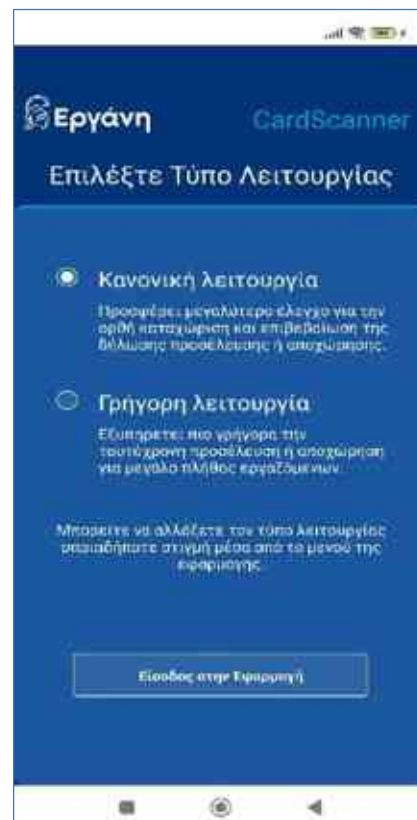 Εργάνη CardScanner
Επιλέξτε Τύπο Λειτουργίας
Κανονική λειτουργία
Προσφέρει μεγαλύτερο έλεγχο για την
ορθή καταχώριση και επιβεβαίωση της
δήλωσης προσέλευσης ή αποχώρησης.
Γρήγορη λειτουργία
Εξυπηρετεί πιο γρήγορα την
ταυτόχρονη προσέλευση ή αποχώρηση
για μεγάλο πλήθος εργαζόμενων
Μπορείτε να αλλάξετε τον τύπο λειτουργίας
οποιαδήποτε στιγμή μέσα από το μενού της
εφαρμογής
Είσοδος στην Εφαρμογή